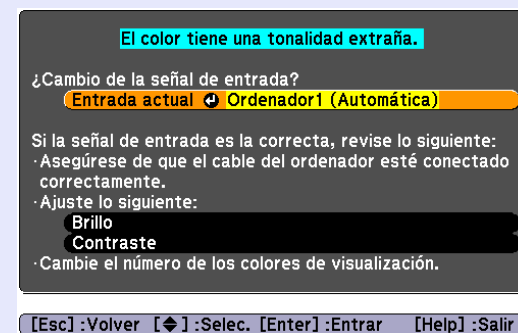 El color tiene una tonalidad extraña.
¿Cambio de la señal de entrada?
Entrada actual Ordenador1 (Automática)
Si la señal de entrada es la correcta, revise lo siguiente:
·Asegúrese de que el cable del ordenador esté conectado
correctamente.
·Ajuste lo siguiente:
Brillo
Contraste
·Cambie el número de los colores de visualización.
[Esc] :Volver [◆] :Selec. [Enter] :Entrar [Help] :Salir